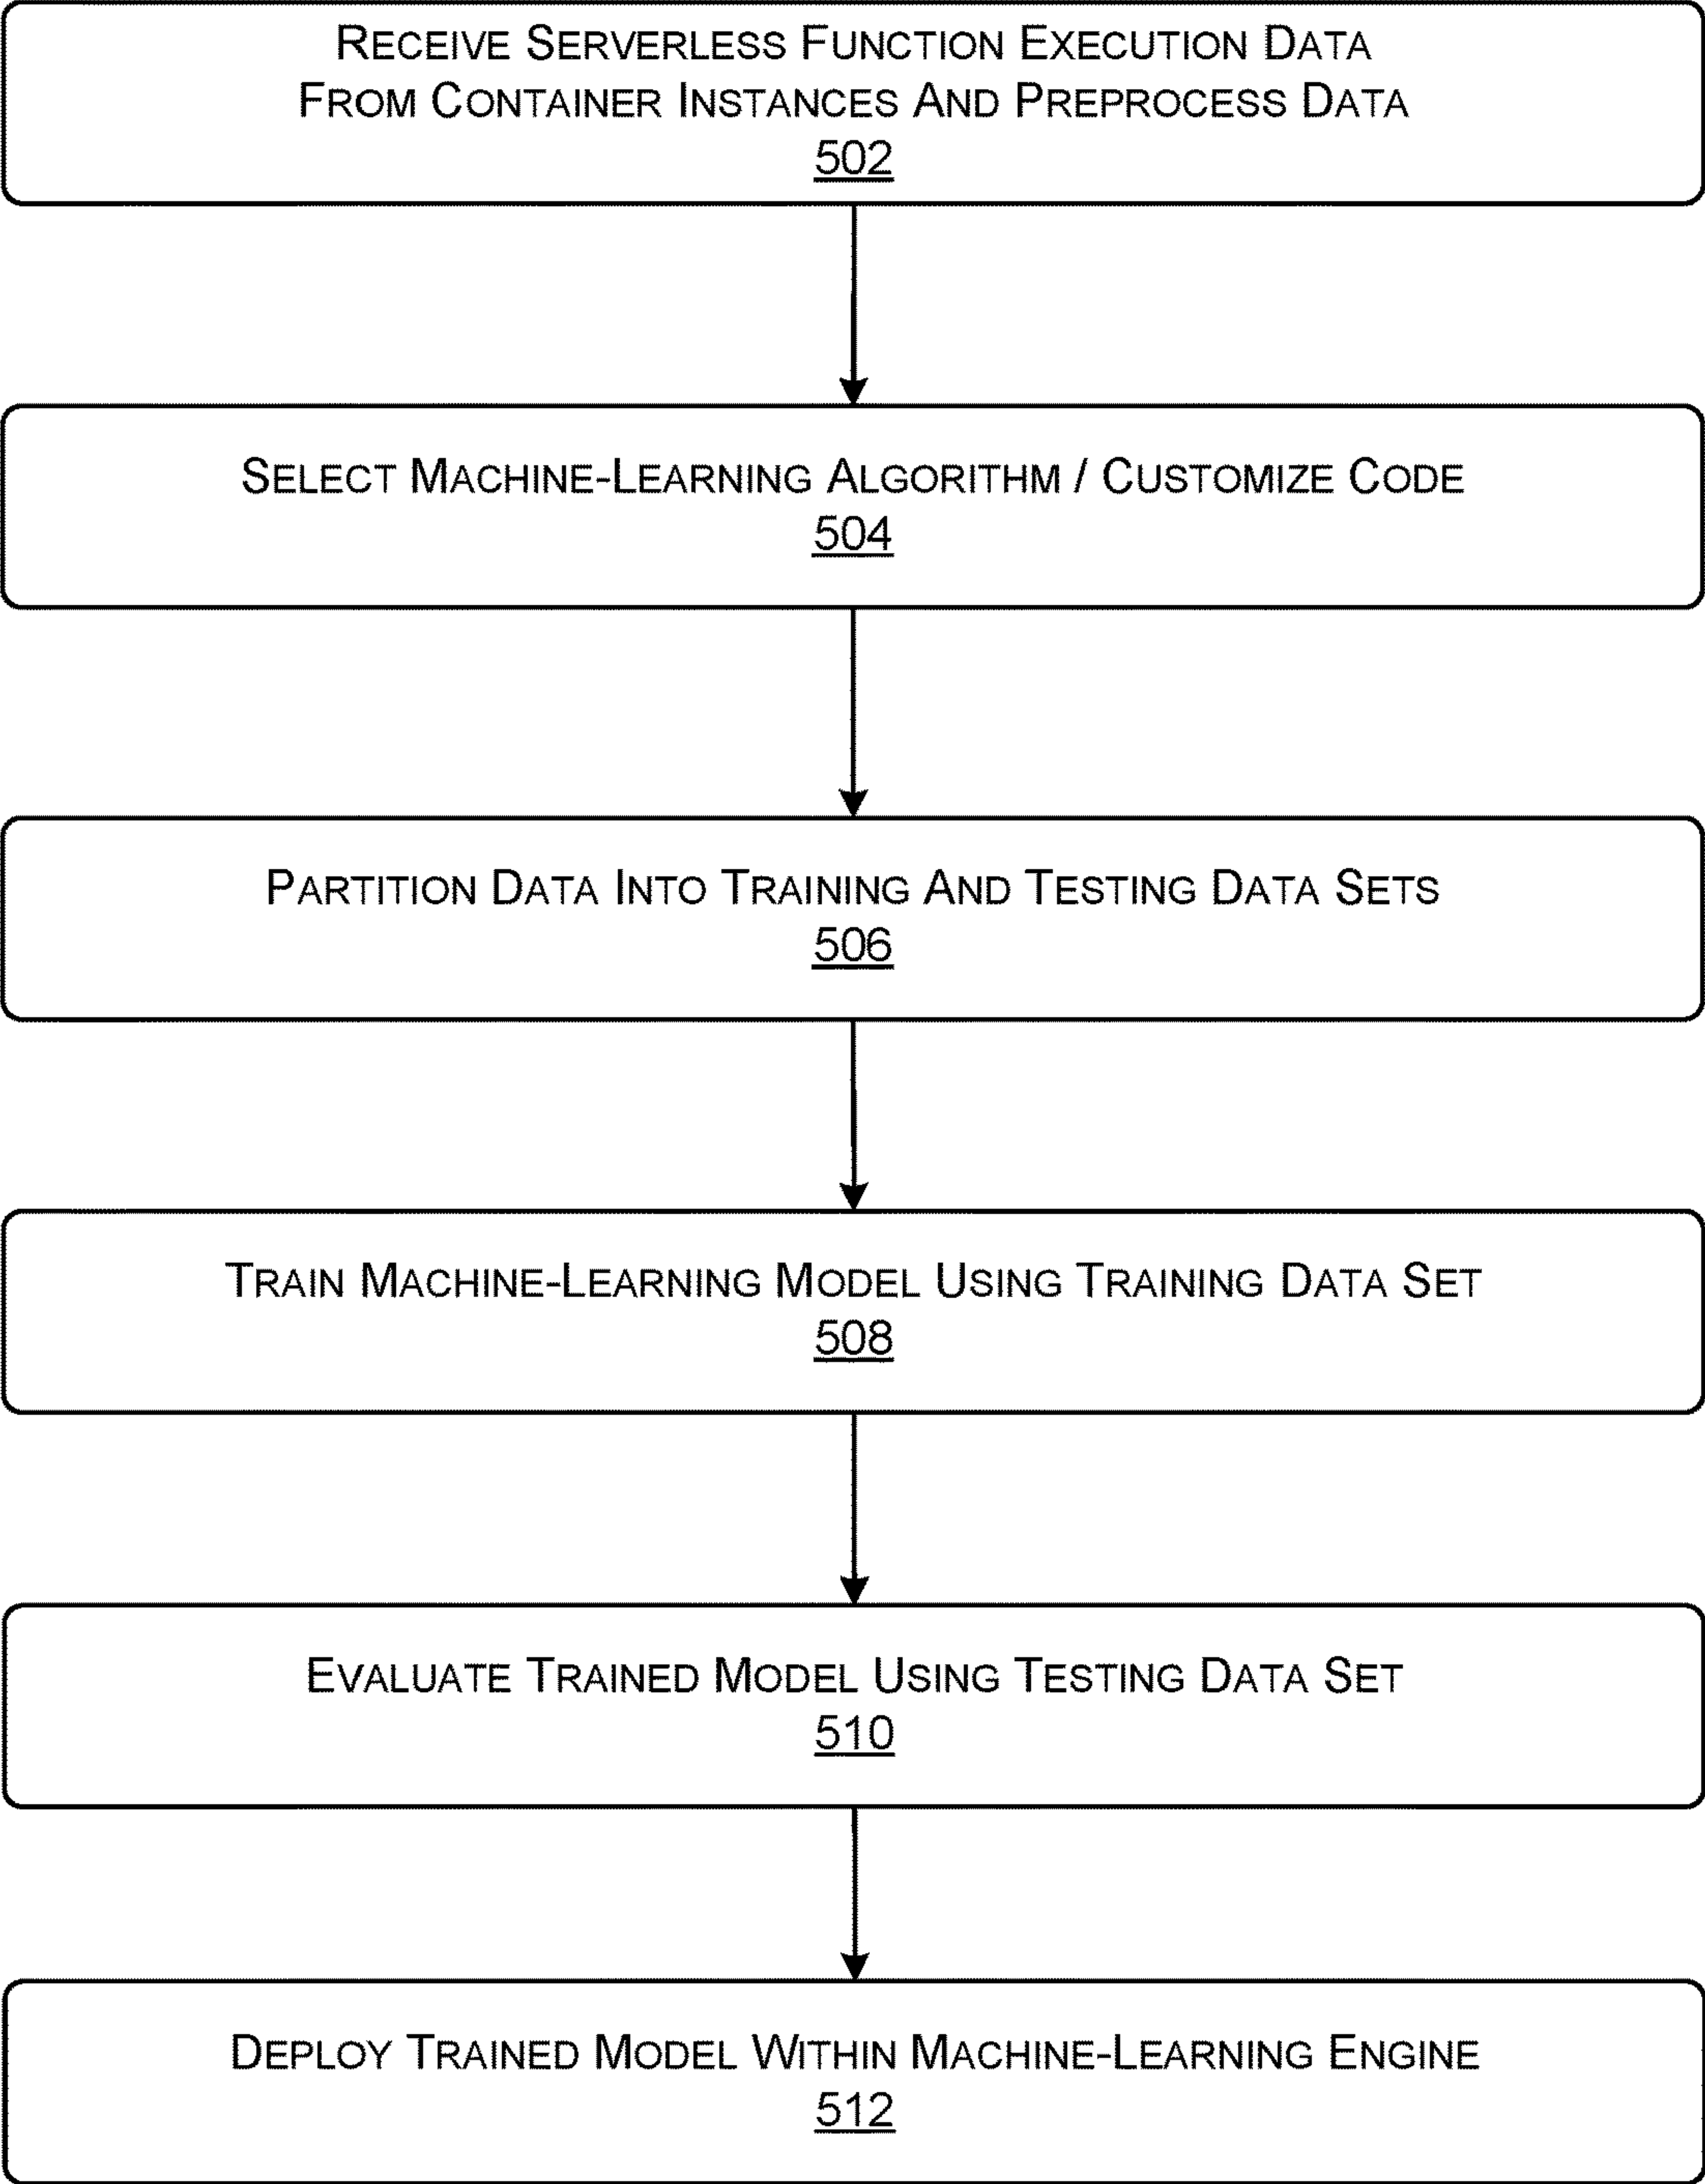 RECEIVE SERVERLESS FUNCTION EXECUTION DATA
FROM CONTAINER INSTANCES AND PREPROCESS DATA
502
SELECT MACHINE-LEARNING ALGORITHM / CUSTOMIZE CODE
504
PARTITION DATA INTO TRAINING AND TESTING DATA SETS
506
TRAIN MACHINE-LEARNING MODEL USING TRAINING DATA SET
508
EVALUATE TRAINED MODEL USING TESTING DATA SET
510
DEPLOY TRAINED MODEL WITHIN MACHINE-LEARNING ENGINE
512